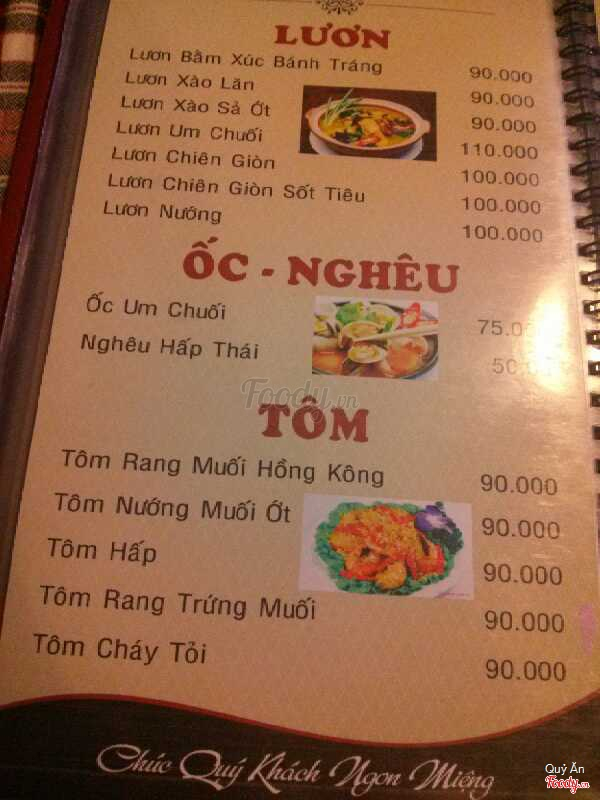 LƯƠN
Lươn Bằm Xúc Bánh Tráng 90.000
Lươn Xào Lăn 90.000
Lươn Xào Sả Ớt 90.000
Lươn Um Chuối 110.000
Lươn Chiên Giòn 100.000
Lươn Chiên Giòn Sốt Tiêu 100.000
Lươn Nướng 100.000
ỐC - NGHÊU
Ốc Um Chuối
Nghêu Hấp Thái
Foody.vn
TÔM
Tôm Rang Muối Hồng Kông 90.000
Tôm Nướng Muối Ớt 90.000
Tôm Hấp 90.000
Tôm Rang Trứng Muối 90.000
Tôm Cháy Tỏi 90.000
Chúc Quý Khách Ngon Miệng
Quý Ăn
Foody.vn